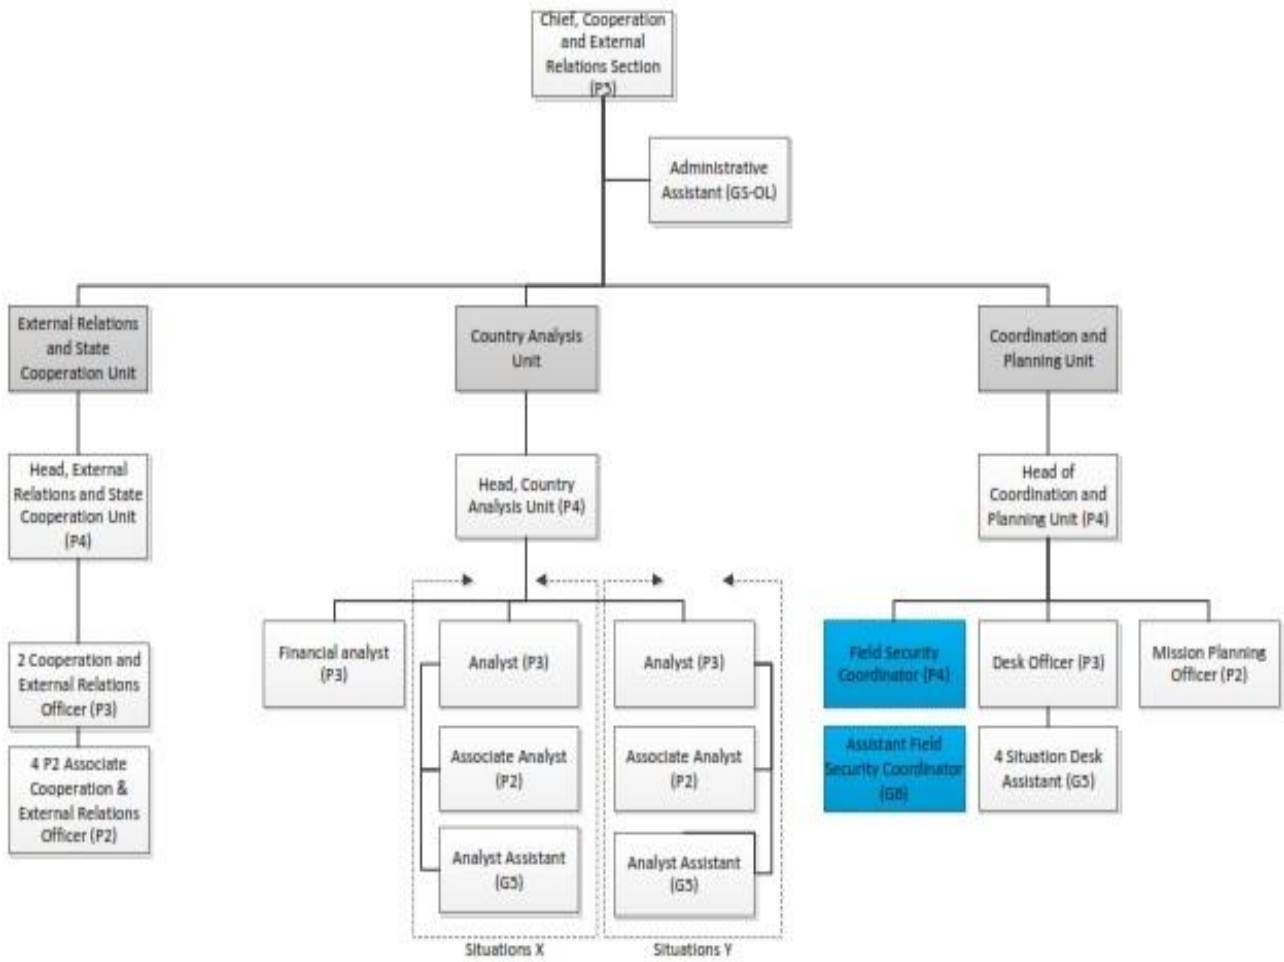 Chief, Cooperation
and External
Relations Section
(P5)
Administrative
Assistant (GS-OL)
External Relations
and State
Cooperation Unit
Country Analysis
Unit
Coordination and
Planning Unit
Head, External
Relations and State
Cooperation Unit
(P4)
Head, Country
Analysis Unit (P4)
Head of
Coordination and
Planning Unit (P4)
2 Cooperation and
External Relations
Officer (P3)
4 P2 Associate
Cooperation &
External Relations
Officer (P2)
Financial analyst
(P3)
Analyst (P3)
Associate Analyst
(P2)
Analyst Assistant
(G5)
Situations X
Analyst (P3)
Associate Analyst
(P2)
Analyst Assistant
(G5)
Situations Y
Field Security
Coordinator (P4)
Assistant Field
Security Coordinator
(G6)
Desk Officer (P3)
4 Situation Desk
Assistant (G5)
Mission Planning
Officer (P2)